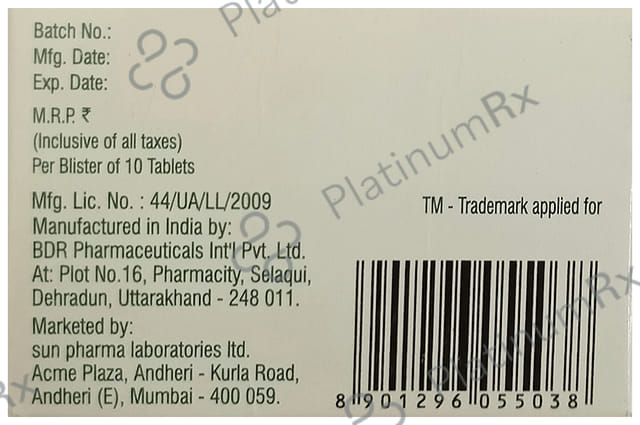 Batch No.:
Mfg. Date:
Exp. Date:
M.R.P. ₹
(Inclusive of all taxes)
Per Blister of 10 Tablets
Mfg. Lic. No. : 44/UA/LL/2009
Manufactured in India by:
BDR Pharmaceuticals Int'l Pvt. Ltd.
At: Plot No.16, Pharmacity, Selaqui,
Dehradun, Uttarakhand - 248 011.
Marketed by:
sun pharma laboratories ltd.
Acme Plaza, Andheri - Kurla Road,
Andheri (E), Mumbai - 400 059.
TM - Trademark applied for
8 901296 055038
PlatinumRx
PlatinumRx